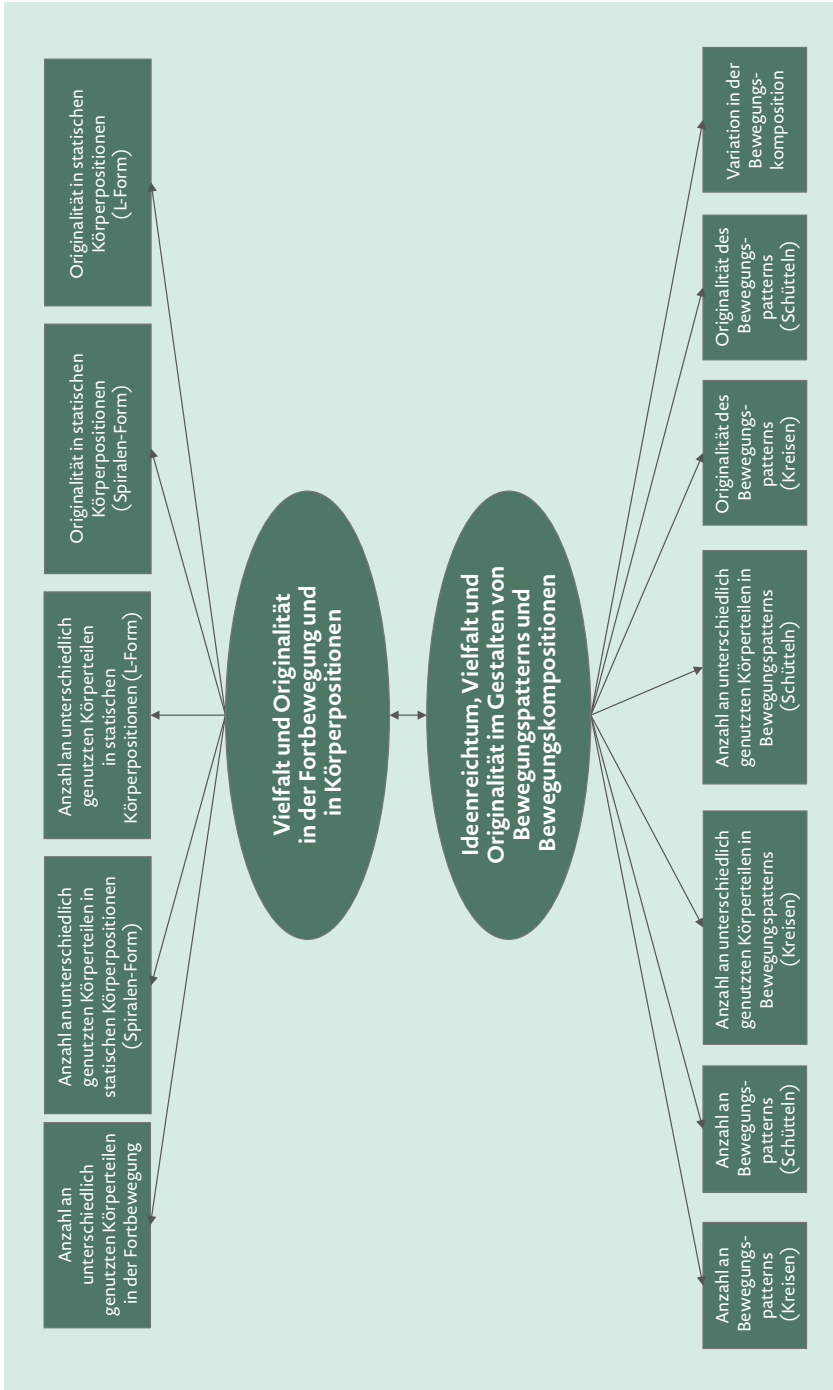 Anzahl an
unterschiedlich
genutzten Körperteilen
in der Fortbewegung
Anzahl an unterschiedlich
genutzten Körperteilen in
statischen Körperpositionen
(Spiralen-Form)
Anzahl an unterschiedlich
genutzten Körperteilen
in statischen
Körperpositionen (L-Form)
Originalität in statischen
Körperpositionen
(Spiralen-Form)
Originalität in statischen
Körperpositionen
(L-Form)
Vielfalt und Originalität
in der Fortbewegung und
in Körperpositionen
Ideenreichtum, Vielfalt und
Originalität im Gestalten von
Bewegungspatterns und
Bewegungskompositionen
Anzahl an
Bewegungs-
patterns
(Kreisen)
Anzahl an
Bewegungs-
patterns
(Schütteln)
Anzahl an unterschiedlich
genutzten Körperteilen in
Bewegungspatterns
(Kreisen)
Anzahl an unterschiedlich
genutzten Körperteilen in
Bewegungspatterns
(Schütteln)
Originalität des
Bewegungs-
patterns
(Kreisen)
Originalität des
Bewegungs-
patterns
(Schütteln)
Variation in der
Bewegungs-
komposition